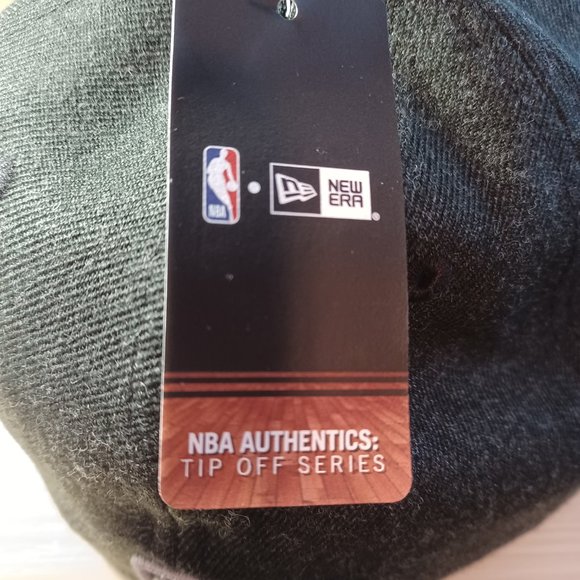 NBA
NEW
ERA
®
NBA AUTHENTICS:
TIP OFF SERIES